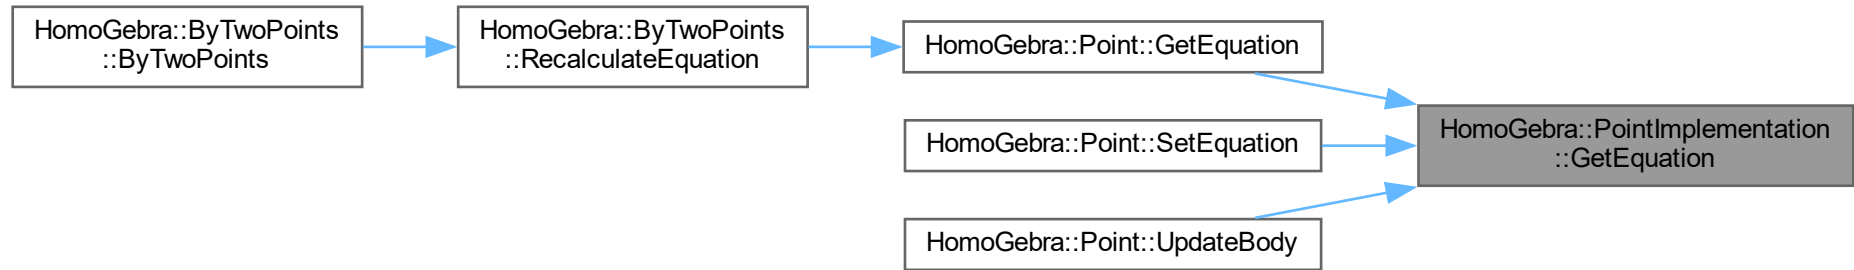 HomoGebra::ByTwoPoints
::ByTwoPoints
HomoGebra::ByTwoPoints
::RecalculateEquation
HomoGebra::Point::GetEquation
HomoGebra::Point::SetEquation
HomoGebra::Point::UpdateBody
HomoGebra::PointImplementation
::GetEquation